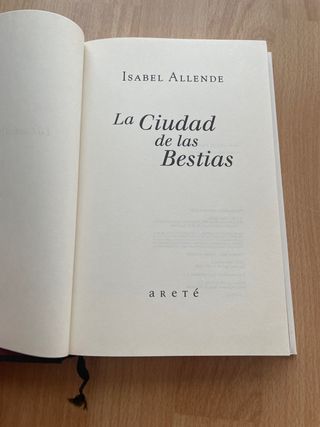 ISABEL ALLENDE
La Ciudad
de las
Bestias
aReTé